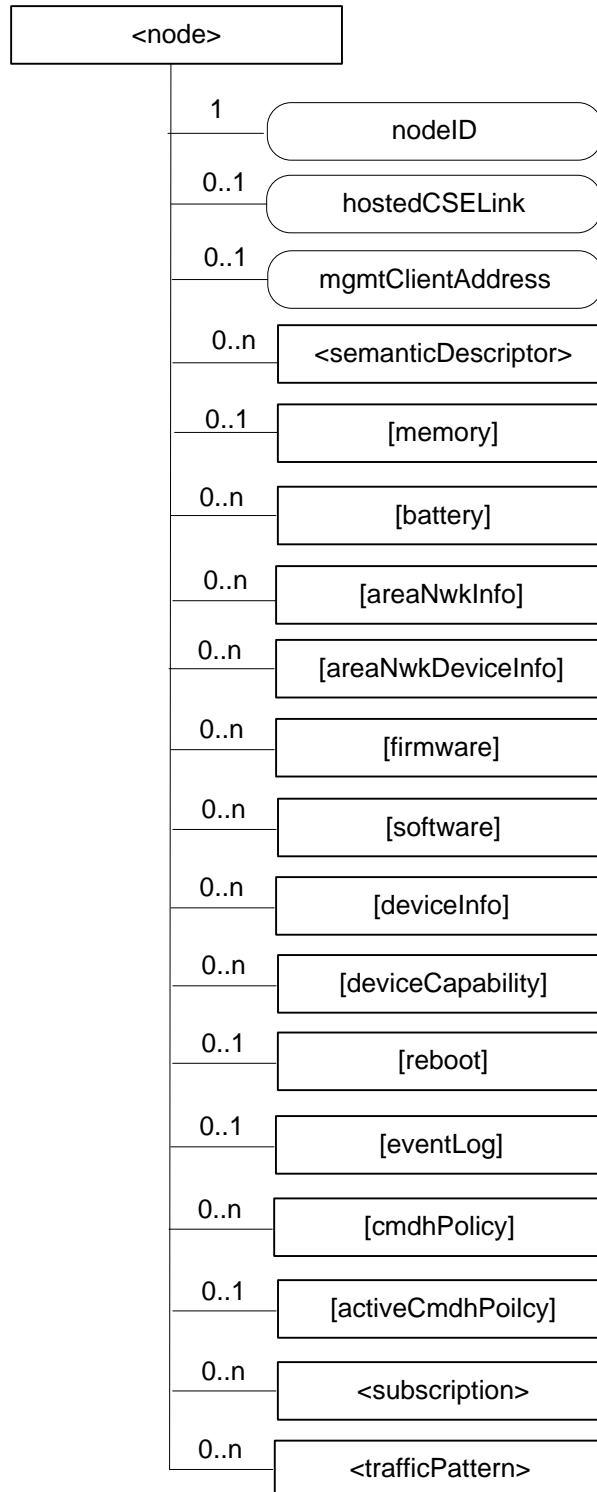 <node>
1
nodeID
0..1
hostedCSELink
0..1
mgmtClientAddress
0..n
<semanticDescriptor>
0..1
[memory]
0..n
[battery]
0..n
[areaNwkInfo]
0..n
[areaNwkDeviceInfo]
0..n
[firmware]
0..n
[software]
0..n
[deviceInfo]
0..n
[deviceCapability]
0..1
[reboot]
0..1
[eventLog]
0..n
[cmdhPolicy]
0..1
[activeCmdhPoilcy]
0..n
<subscription>
0..n
<trafficPattern>